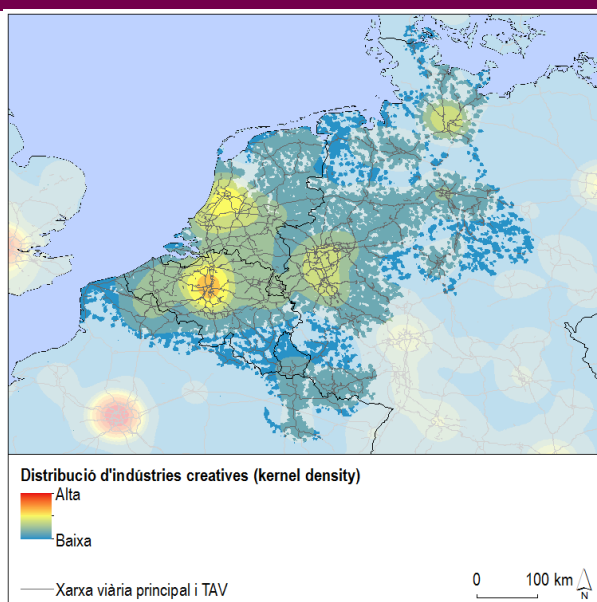 Distribució d'indústries creatives (kernel density)
Alta
Baixa
Xarxa viària principal i TAV
0 100 km
N